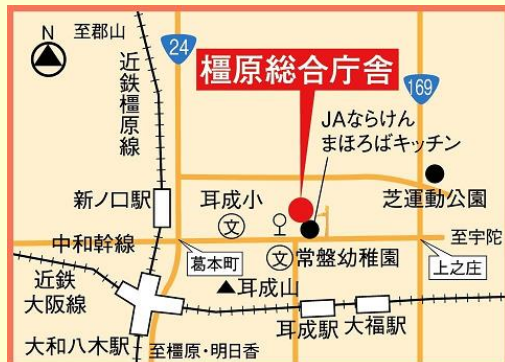 N
至郡山
24
近鉄橿原線
橿原総合庁舎
169
JAならけん
まほろばキッチン
新ノ口駅
耳成小
芝運動公園
文
中和幹線
至宇陀
葛本町
文
常盤幼稚園
上之庄
近鉄
大阪線
耳成山
耳成駅
大福駅
大和八木駅
至橿原・明日香